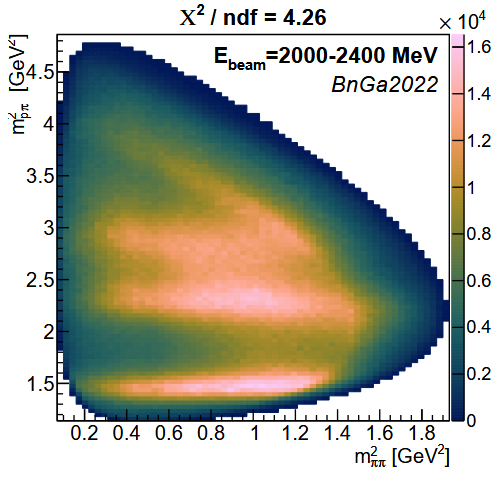 Χ² / ndf = 4.26
×10⁴
E_beam=2000-2400 MeV
BnGa2022
m²_pπ [GeV²]
4.5
4
3.5
3
2.5
2
1.5
1.6
1.4
1.2
1
0.8
0.6
0.4
0.2
0
0.2 0.4 0.6 0.8 1 1.2 1.4 1.6 1.8
m²_ππ [GeV²]